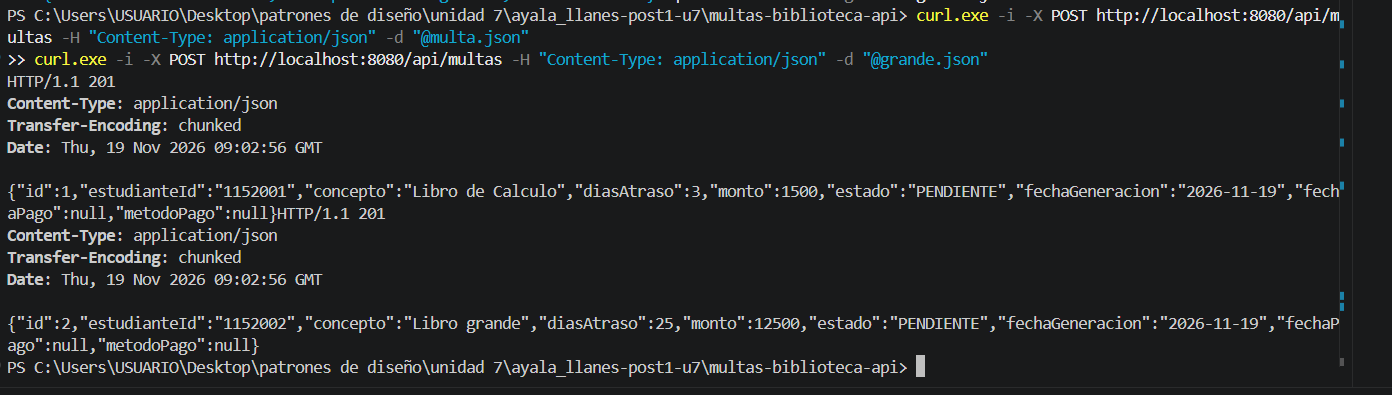 PS C:\Users\USUARIO\Desktop\patrones de diseño\unidad 7\ayala_llanes-post1-u7\multas-biblioteca-api> curl.exe -i -X POST http://localhost:8080/api/m
ultas -H "Content-Type: application/json" -d "@multa.json"
>> curl.exe -i -X POST http://localhost:8080/api/multas -H "Content-Type: application/json" -d "@grande.json"
HTTP/1.1 201
Content-Type: application/json
Transfer-Encoding: chunked
Date: Thu, 19 Nov 2026 09:02:56 GMT

{"id":1,"estudianteId":"1152001","concepto":"Libro de Calculo","diasAtraso":3,"monto":1500,"estado":"PENDIENTE","fechaGeneracion":"2026-11-19","fech
aPago":null,"metodoPago":null}HTTP/1.1 201
Content-Type: application/json
Transfer-Encoding: chunked
Date: Thu, 19 Nov 2026 09:02:56 GMT

{"id":2,"estudianteId":"1152002","concepto":"Libro grande","diasAtraso":25,"monto":12500,"estado":"PENDIENTE","fechaGeneracion":"2026-11-19","fechaP
ago":null,"metodoPago":null}
PS C:\Users\USUARIO\Desktop\patrones de diseño\unidad 7\ayala_llanes-post1-u7\multas-biblioteca-api>